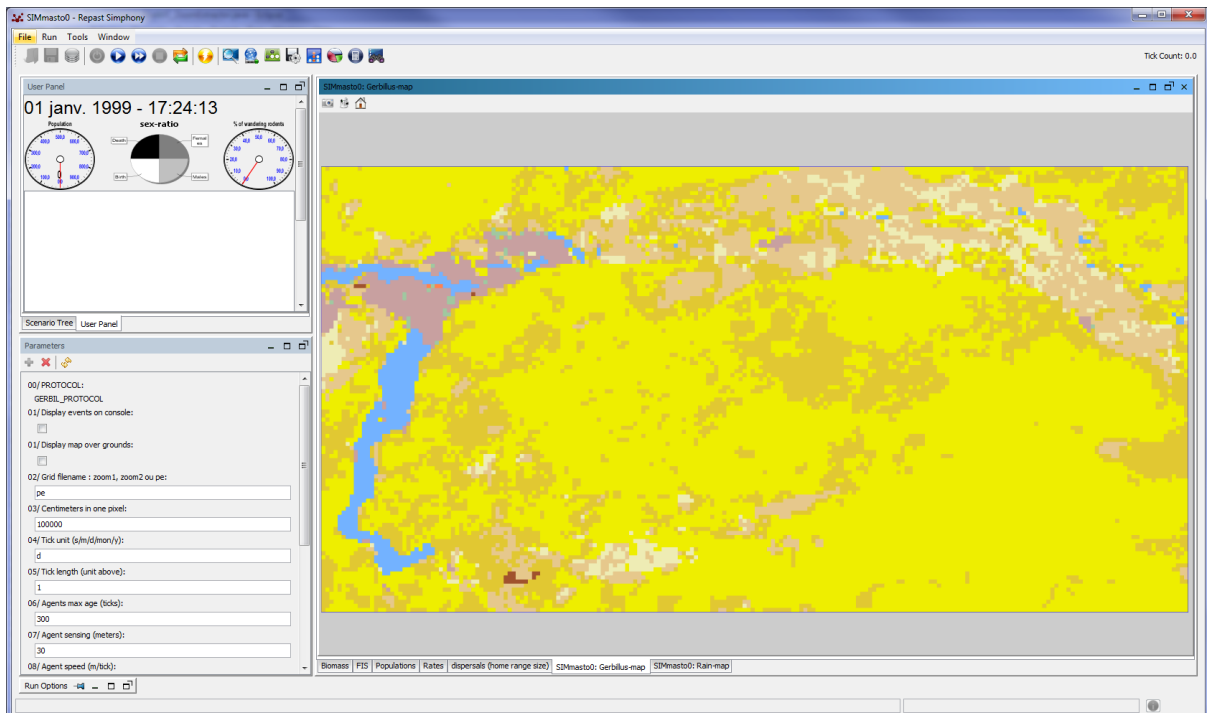 SIMmasto0 - Repast Simphony
File Run Tools Window
Tick Count: 0.0
User Panel
01 janv. 1999 - 17:24:13
Population
sex-ratio
% of wandering rodents
Death
Birth
Males
Scenario Tree
User Panel
Parameters
00/ PROTOCOL:
GERBIL_PROTOCOL
01/ Display events on console:
01/ Display map over grounds:
02/ Grid filename : zoom1, zoom2 ou pe:
pe
03/ Centimeters in one pixel:
100000
04/ Tick unit (s/m/d/mon/y):
d
05/ Tick length (unit above):
1
06/ Agents max age (ticks):
300
07/ Agent sensing (meters):
30
08/ Agent speed (m/tick):
Run Options
SIMmasto0: Gerbillus-map
Biomass
FIS
Populations
Rates
dispersals (home range size)
SIMmasto0: Gerbillus-map
SIMmasto0: Rain-map